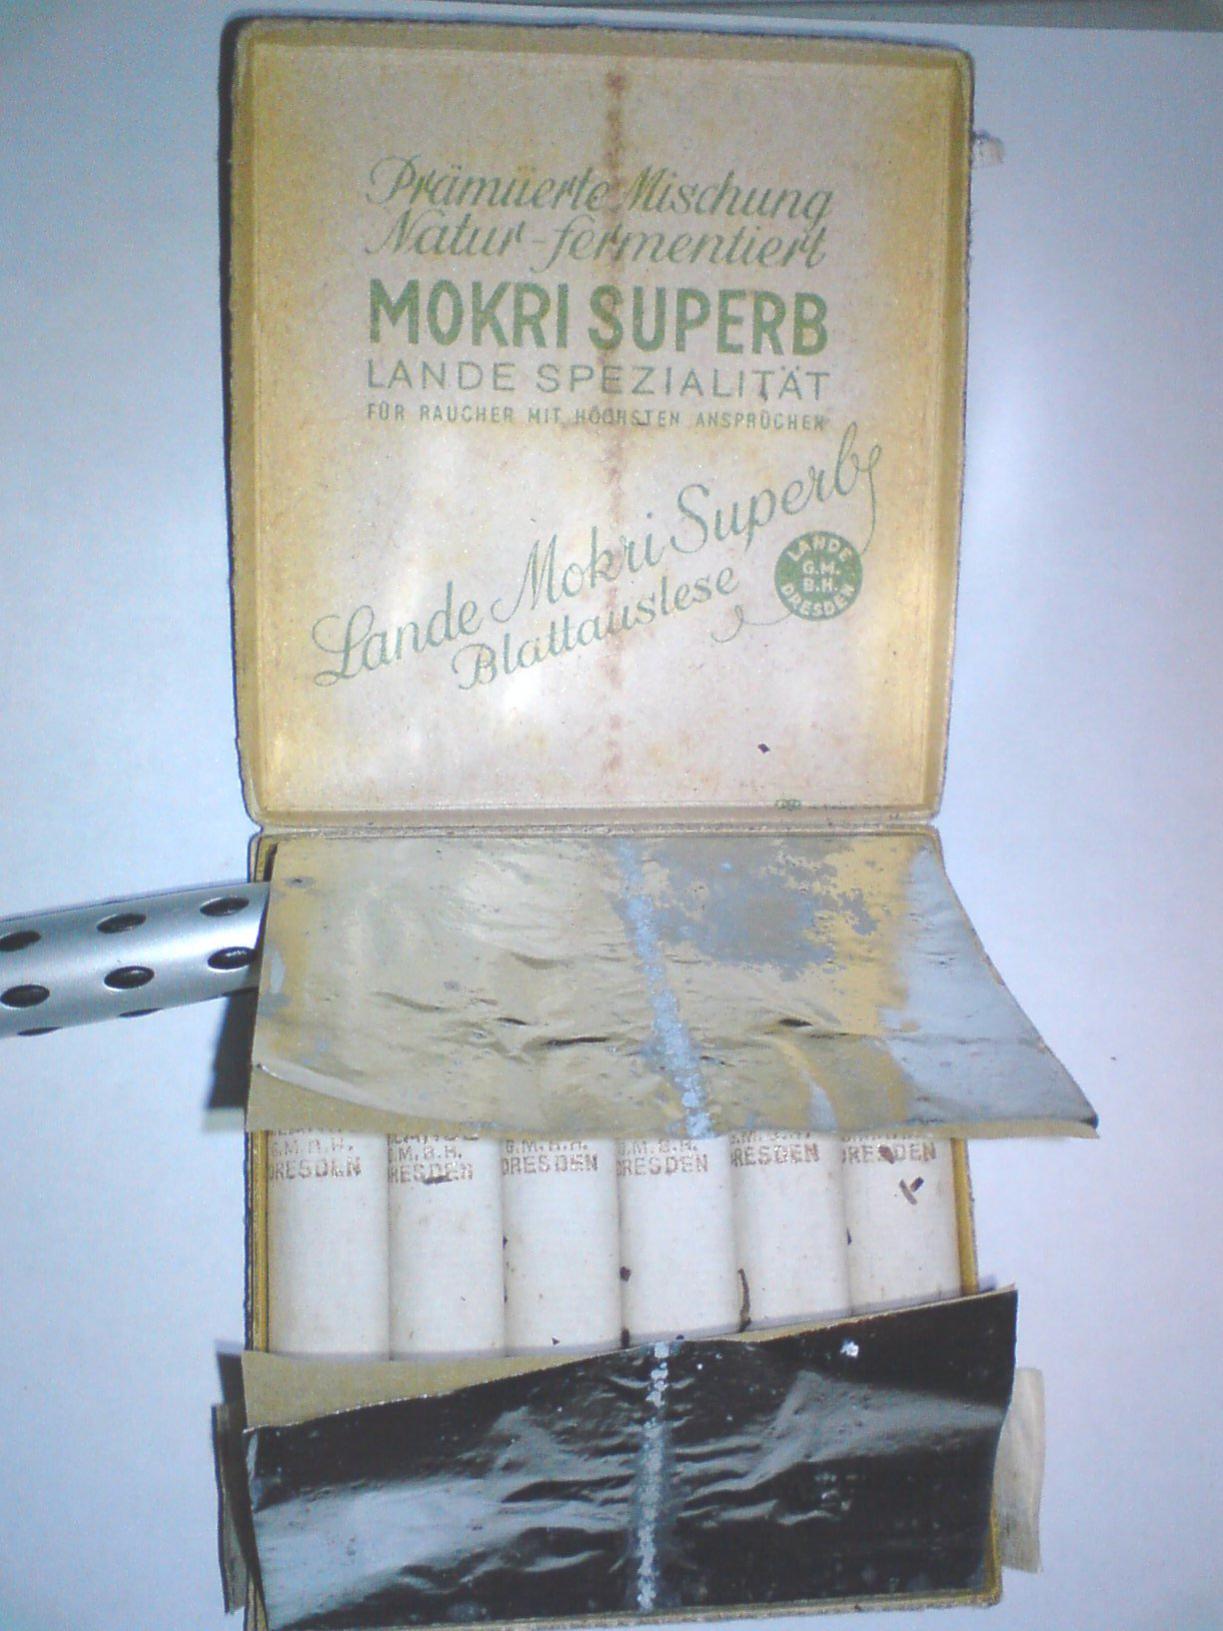 Prämiierte Mischung
Natur-fermentiert
MOKRI SUPERB
LANDE SPEZIALITÄT
FÜR RAUCHER MIT HÖCHSTEN ANSPRÜCHEN
Lande Mokri Superb
Blattauslese
LANDE
G.M.
B.H.
DRESDEN
G.M.B.H.
DRESDEN
G.M.B.H.
DRESDEN
G.M.B.H.
DRESDEN
G.M.B.H.
DRESDEN
G.M.B.H.
DRESDEN
DRESDEN